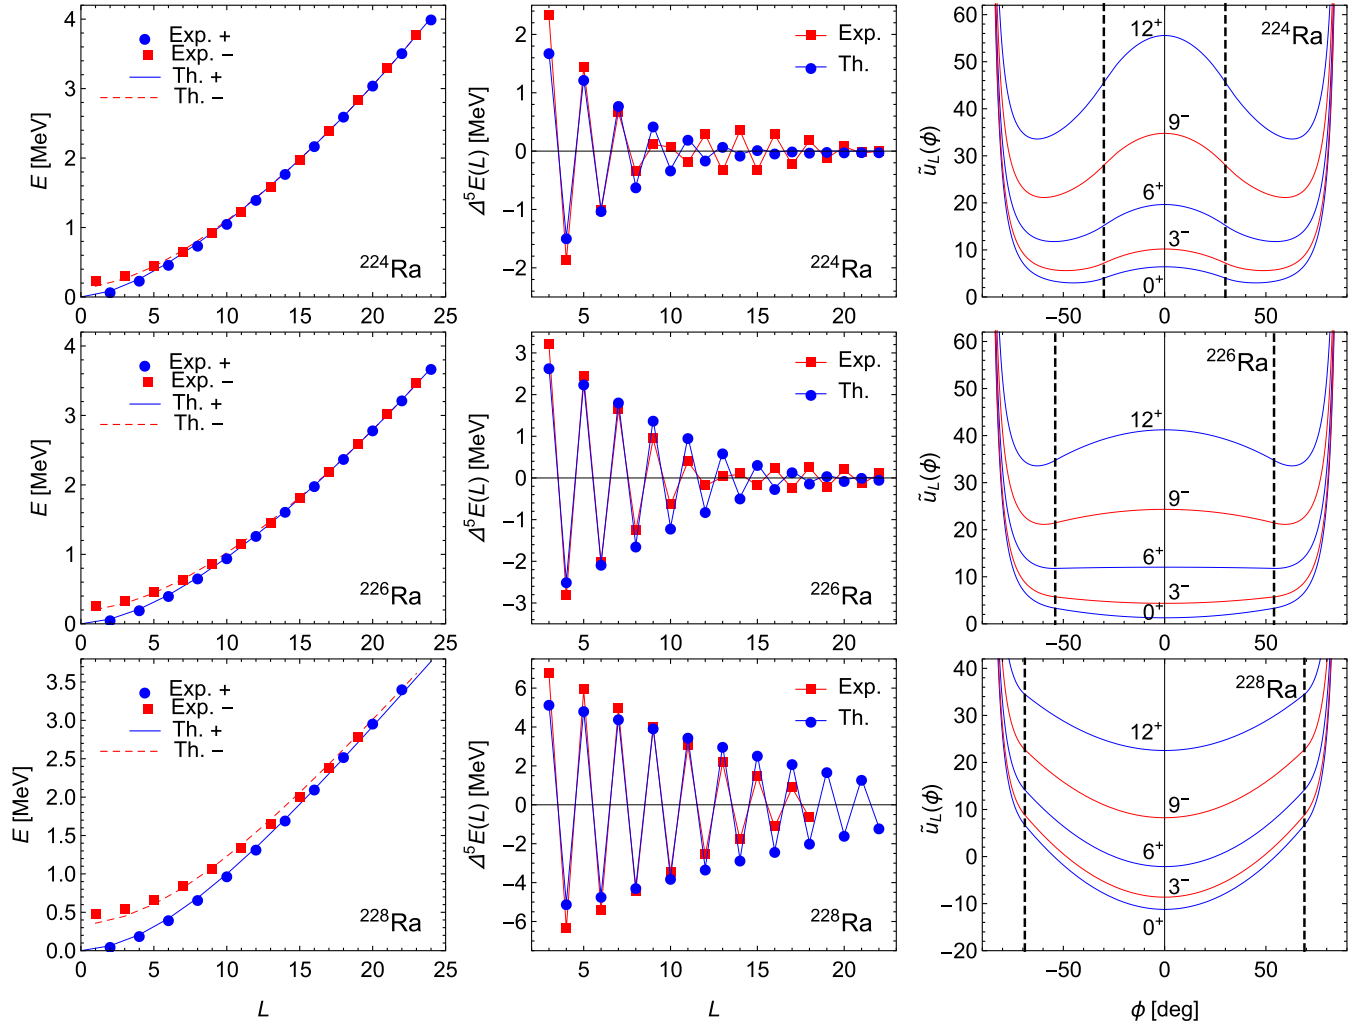 4
3
2
1
0
E [MeV]
Exp. +
Exp. −
Th. +
Th. −
²²⁴Ra
0 5 10 15 20 25
2
1
0
−1
−2
Δ⁵E(L) [MeV]
Exp.
Th.
²²⁴Ra
5 10 15 20
60
50
40
30
20
10
0
ũ_L(ϕ)
12⁺
9⁻
6⁺
3⁻
0⁺
²²⁴Ra
−50 0 50
4
3
2
1
0
E [MeV]
Exp. +
Exp. −
Th. +
Th. −
²²⁶Ra
0 5 10 15 20 25
3
2
1
0
−1
−2
−3
Δ⁵E(L) [MeV]
Exp.
Th.
²²⁶Ra
5 10 15 20
60
50
40
30
20
10
0
ũ_L(ϕ)
12⁺
9⁻
6⁺
3⁻
0⁺
²²⁶Ra
−50 0 50
3.5
3.0
2.5
2.0
1.5
1.0
0.5
0.0
E [MeV]
Exp. +
Exp. −
Th. +
Th. −
²²⁸Ra
0 5 10 15 20 25
L
6
4
2
0
−2
−4
−6
Δ⁵E(L) [MeV]
Exp.
Th.
²²⁸Ra
5 10 15 20
L
40
30
20
10
0
−10
−20
ũ_L(ϕ)
12⁺
9⁻
6⁺
3⁻
0⁺
²²⁸Ra
−50 0 50
ϕ [deg]